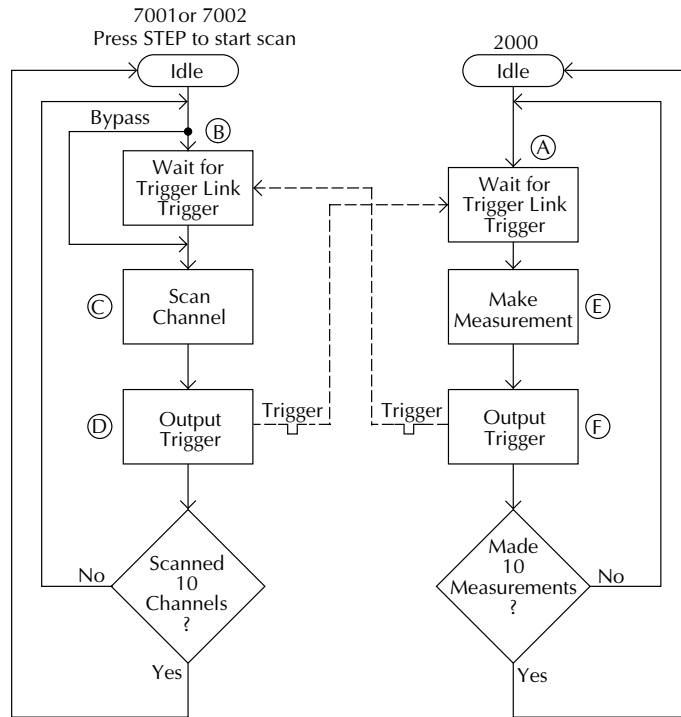 7001or 7002
Press STEP to start scan
Idle
Bypass
B
Wait for
Trigger Link
Trigger
C
Scan
Channel
D
Output
Trigger
Trigger
Scanned
10
Channels
?
No
Yes
2000
Idle
A
Wait for
Trigger Link
Trigger
Make
Measurement
E
Trigger
Output
Trigger
F
Made
10
Measurements
?
No
Yes